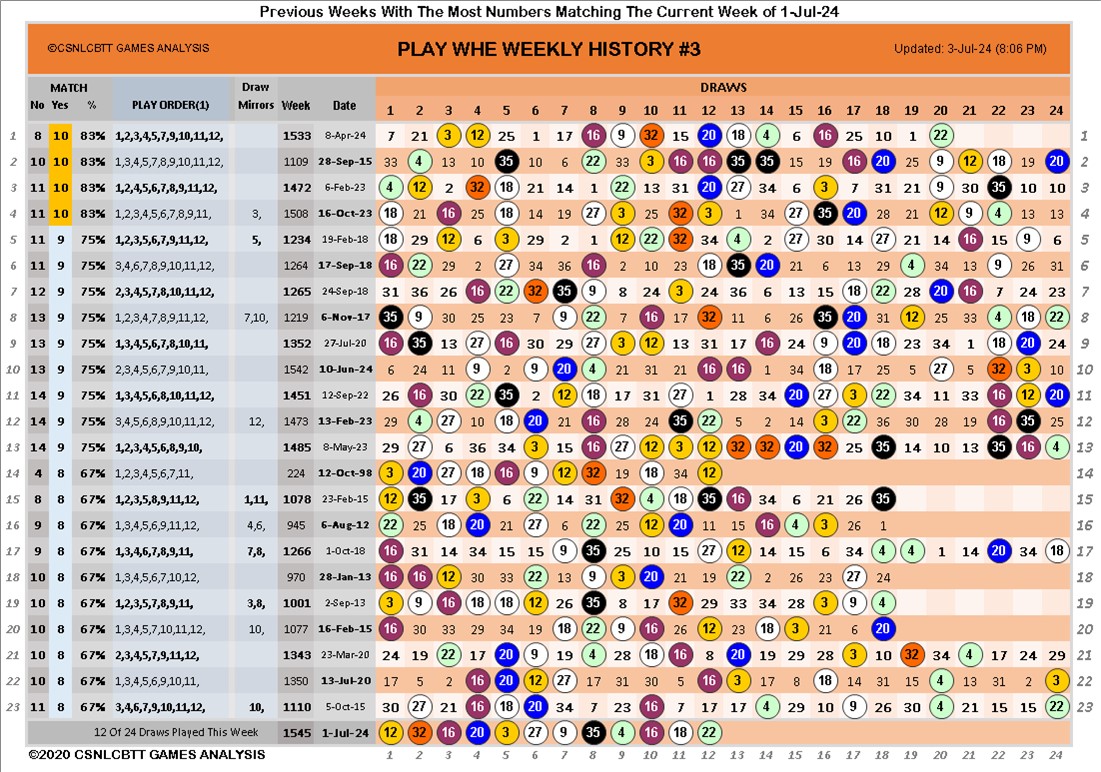 Previous Weeks With The Most Numbers Matching The Current Week of 1-Jul-24
©CSNLCBTT GAMES ANALYSIS PLAY WHE WEEKLY HISTORY #3 Updated: 3-Jul-24 (8:06 PM)
MATCH Draw DRAWS
No Yes % PLAY ORDER(1) Mirrors Week Date 1 2 3 4 5 6 7 8 9 10 11 12 13 14 15 16 17 18 19 20 21 22 23 24
1 8 10 83% 1,2,3,4,5,7,9,10,11,12, 1533 8-Apr-24 7 21 3 12 25 1 17 16 9 32 15 20 18 4 6 16 25 10 1 22 1
2 10 10 83% 1,3,4,5,7,8,9,10,11,12, 1109 28-Sep-15 33 4 13 10 35 10 6 22 33 3 16 16 35 35 15 19 16 18 20 9 12 18 19 20 2
3 11 10 83% 1,2,4,5,6,7,8,9,11,12, 1472 6-Feb-23 4 12 2 32 18 21 14 1 22 13 31 20 27 34 6 3 7 31 21 9 30 35 10 10 3
4 11 10 83% 1,2,3,4,5,6,7,8,9,11, 3, 1508 16-Oct-23 18 21 16 25 18 14 19 27 3 25 32 3 1 34 27 35 20 28 21 12 9 4 13 13 4
5 11 9 75% 1,2,3,5,6,7,9,11,12, 5, 1234 19-Feb-18 18 29 12 6 3 29 2 1 12 22 32 34 4 2 27 30 14 27 21 14 16 15 9 6 5
6 11 9 75% 3,4,6,7,8,9,10,11,12, 1264 17-Sep-18 16 22 29 2 27 34 36 16 2 10 23 18 35 20 21 6 13 29 4 34 13 9 26 31 6
7 12 9 75% 2,3,4,5,7,8,10,11,12, 1265 24-Sep-18 31 36 26 16 22 32 35 9 8 24 3 24 36 6 13 15 18 22 28 20 16 7 24 23 7
8 13 9 75% 1,2,3,4,7,8,9,10,12, 7,10, 1219 6-Nov-17 35 9 30 25 23 7 9 22 7 16 17 32 11 6 16 35 20 31 12 33 25 4 18 22 8
9 13 9 75% 1,3,4,5,6,7,8,10,11, 1352 27-Jul-20 16 35 13 27 16 30 29 27 3 12 13 31 17 16 24 9 20 18 23 34 1 18 20 24 9
10 13 9 75% 2,3,4,5,6,7,9,10,11, 1542 10-Jun-24 6 24 11 9 2 9 20 4 21 31 21 16 16 1 34 18 17 25 5 27 5 32 3 10 10
11 14 9 75% 1,3,4,5,6,8,10,11,12, 1451 12-Sep-22 26 16 30 22 35 2 12 18 17 31 27 1 28 34 20 27 3 22 34 11 33 16 12 20 11
12 14 9 75% 3,4,5,6,8,9,10,11,12, 12, 1473 13-Feb-23 2 4 27 5 18 20 21 16 28 24 35 22 5 2 14 3 22 36 30 28 19 16 35 25 12
13 14 9 75% 1,2,3,4,5,6,8,9,10, 1485 8-May-23 29 27 6 36 34 3 15 16 27 12 3 12 32 32 20 32 25 18 14 10 13 35 16 4 13
14 4 8 67% 1,2,3,4,5,6,7,11, 224 12-Oct-98 3 20 27 18 16 9 12 32 19 18 34 12 14
15 8 8 67% 1,2,3,5,8,9,11,12, 1,11, 1078 23-Feb-15 12 35 17 3 6 22 14 31 32 4 18 35 16 34 6 21 26 35 15
16 9 8 67% 1,3,4,5,6,9,11,12, 4,6, 945 6-Aug-12 22 25 18 20 21 27 6 22 25 12 20 11 15 16 4 3 26 1 16
17 9 8 67% 1,3,4,6,7,8,9,11, 7,8, 1266 1-Oct-18 16 31 14 34 15 15 9 35 25 10 15 27 12 14 15 6 34 4 4 1 14 20 34 18 17
18 10 8 67% 1,3,4,5,6,7,10,12, 970 28-Jan-13 16 16 12 30 33 22 13 9 3 20 21 19 22 2 26 23 27 24 18
19 10 8 67% 1,2,3,5,7,8,9,11, 3,8, 1001 2-Sep-13 3 9 16 18 18 12 26 35 8 17 32 29 33 34 28 3 9 4 19
20 10 8 67% 1,3,4,5,7,10,11,12, 10, 1077 16-Feb-15 16 30 33 29 34 19 18 22 9 16 26 12 23 18 3 21 6 20 20
21 10 8 67% 2,3,4,5,7,9,11,12, 1343 23-Mar-20 24 19 22 17 20 9 19 4 28 18 16 8 20 19 29 28 3 10 32 34 4 17 24 29 21
22 10 8 67% 1,3,4,5,6,9,10,11, 1350 13-Jul-20 17 5 2 16 20 12 27 17 31 30 5 16 3 17 8 18 14 31 13 4 13 31 2 3 22
23 11 8 67% 3,4,6,7,9,10,11,12, 10, 1110 5-Oct-15 30 27 21 16 18 20 34 7 23 16 7 17 17 4 29 10 9 26 30 4 21 15 15 22 23
12 Of 24 Draws Played This Week 1545 1-Jul-24 12 32 16 20 3 27 9 35 4 16 18 22
©2020 CSNLCBTT GAMES ANALYSIS 1 2 3 4 5 6 7 8 9 10 11 12 13 14 15 16 17 18 19 20 21 22 23 24